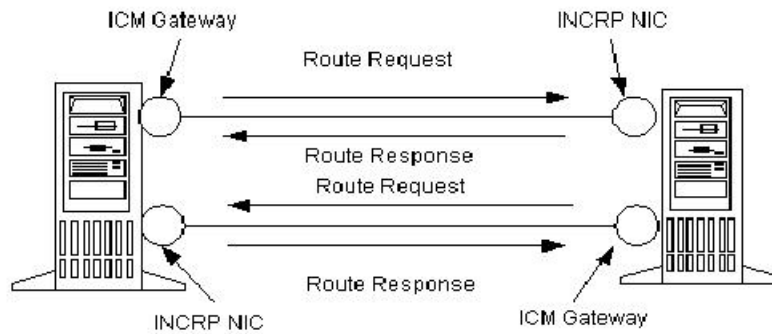 ICM Gateway
INCRP NIC
Route Request
Route Response
Route Request
Route Response
INCRP NIC
ICM Gateway